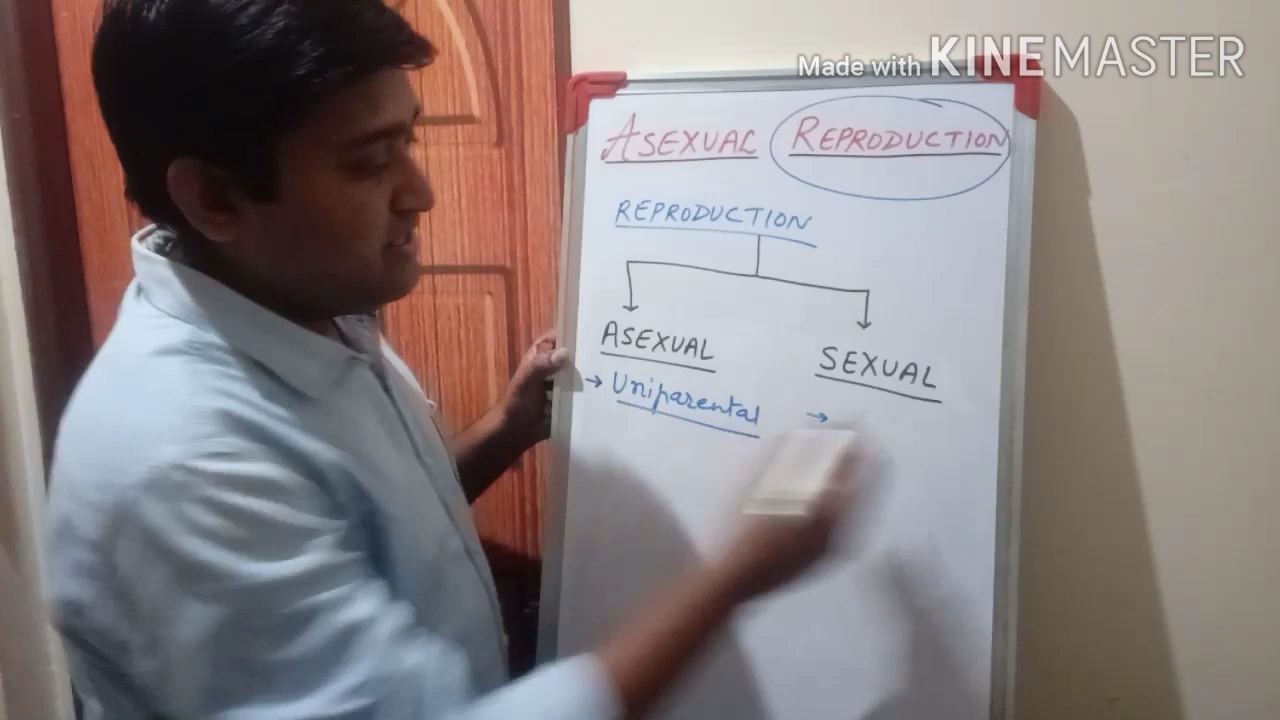 Made with KINEMASTER
ASEXUAL REPRODUCTION
REPRODUCTION
ASEXUAL
SEXUAL
→ Uniparental
→